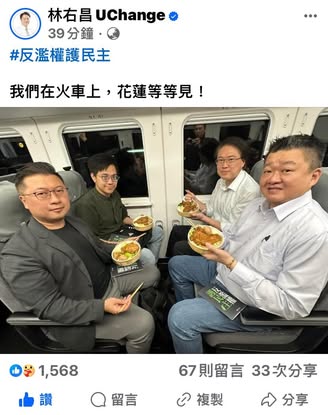 林右昌 UChange
39分鐘
#反濫權護民主
我們在火車上，花蓮等等見！
1,568
67則留言 33次分享
讚
留言
複製
分享